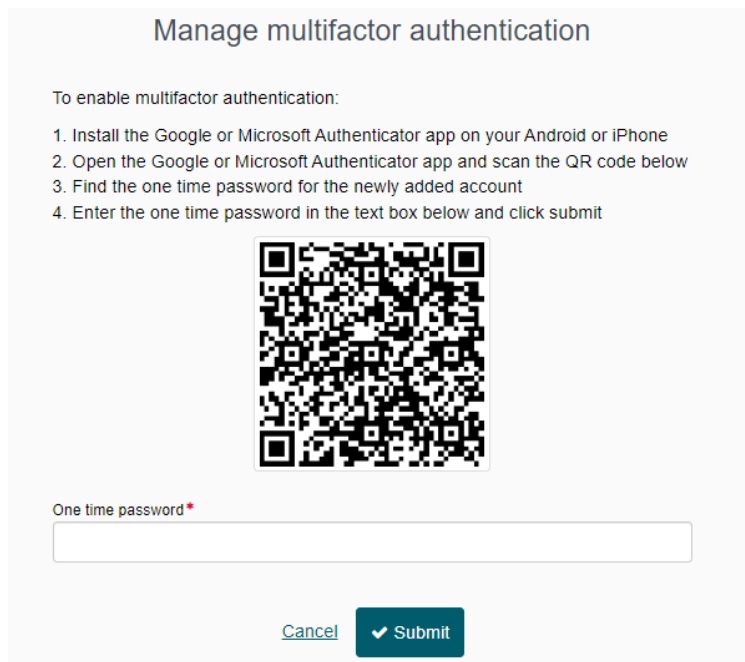 Manage multifactor authentication
To enable multifactor authentication:
1. Install the Google or Microsoft Authenticator app on your Android or iPhone
2. Open the Google or Microsoft Authenticator app and scan the QR code below
3. Find the one time password for the newly added account
4. Enter the one time password in the text box below and click submit
One time password*
Cancel
Submit